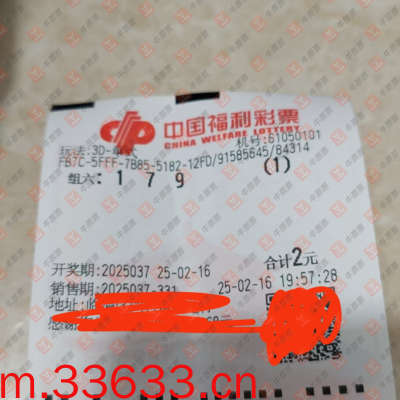 中国福利彩票
CHINA WELFARE LOTTERY
玩法:3D-单式 机号:61050101
FB7C-5FFF-7B85-5182-12FD/91585645/84314
组六: 1 7 9 (1)
合计2元
开奖期:2025037 25-02-16
销售期:2025037-331 25-02-16 19:57:28
地址:
m.33633.cn